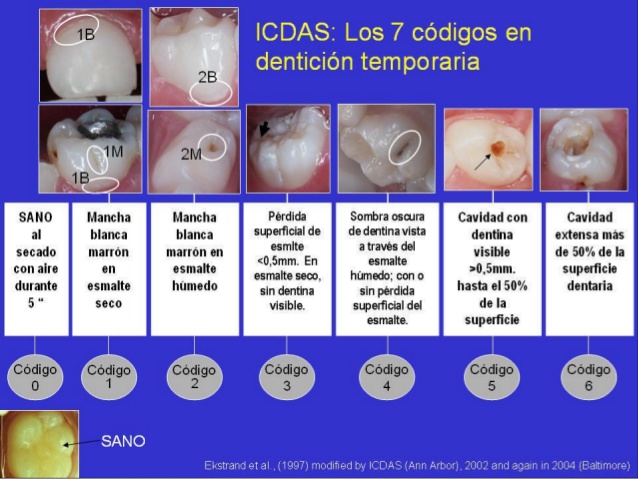 ICDAS: Los 7 códigos en
dentición temporaria
1B
2B
1M
1B
2M
SANO
al
secado
con aire
durante
5 "
Mancha
blanca
marrón
en
esmalte
seco
Mancha
blanca
marrón en
esmalte
húmedo
Pérdida
superficial de
esmlte
<0,5mm. En
esmalte seco,
sin dentina
visible.
Sombra oscura
de dentina vista
a través del
esmalte
húmedo; con o
sin pérdida
superficial del
esmalte.
Cavidad con
dentina
visible
>0,5mm.
hasta el 50%
de la
superficie
Cavidad
extensa más
de 50% de la
superficie
dentaria
Código
0
Código
1
Código
2
Código
3
Código
4
Código
5
Código
6
SANO
Ekstrand et al., (1997) modified by ICDAS (Ann Arbor), 2002 and again in 2004 (Baltimore)